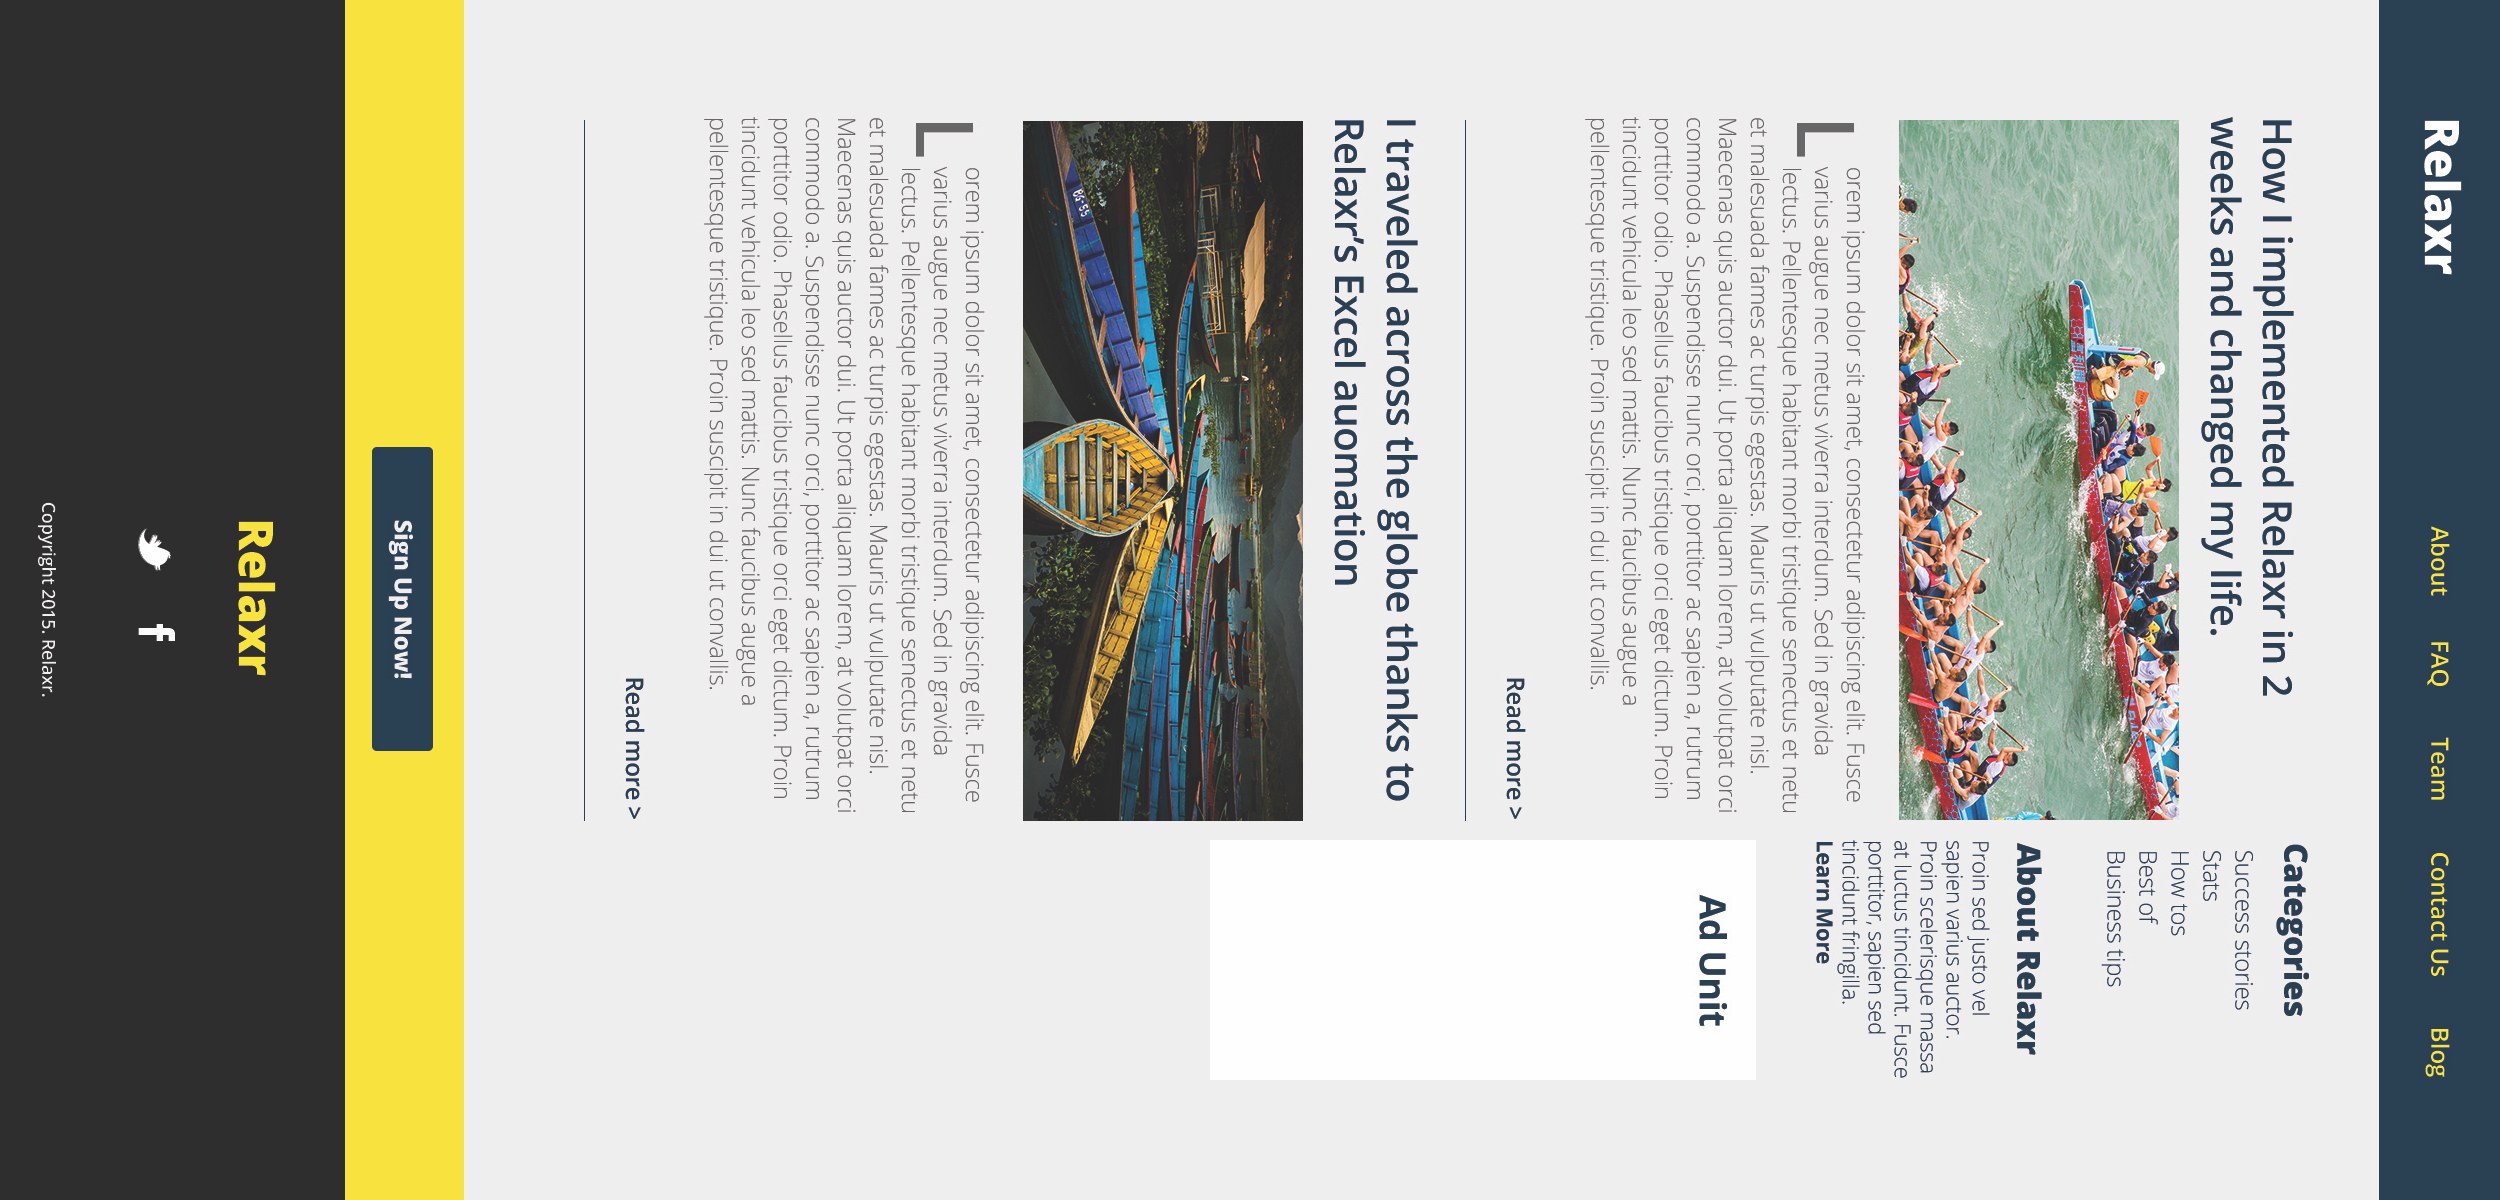 Relaxr
About FAQ Team Contact Us Blog
How I implemented Relaxr in 2
weeks and changed my life.
Lorem ipsum dolor sit amet, consectetur adipiscing elit. Fusce
varius augue nec metus viverra interdum. Sed in gravida
lectus. Pellentesque habitant morbi tristique senectus et netu
et malesuada fames ac turpis egestas. Mauris ut vulputate nisl.
Maecenas quis auctor dui. Ut porta aliquam lorem, at volutpat orci
commodo a. Suspendisse nunc orci, porttitor ac sapien a, rutrum
porttitor odio. Phasellus faucibus tristique orci eget dictum. Proin
tincidunt vehicula leo sed mattis. Nunc faucibus augue a
pellentesque tristique. Proin suscipit in dui ut convallis.
Read more >
I traveled across the globe thanks to
Relaxr’s Excel auomation
BG-55
Lorem ipsum dolor sit amet, consectetur adipiscing elit. Fusce
varius augue nec metus viverra interdum. Sed in gravida
lectus. Pellentesque habitant morbi tristique senectus et netu
et malesuada fames ac turpis egestas. Mauris ut vulputate nisl.
Maecenas quis auctor dui. Ut porta aliquam lorem, at volutpat orci
commodo a. Suspendisse nunc orci, porttitor ac sapien a, rutrum
porttitor odio. Phasellus faucibus tristique orci eget dictum. Proin
tincidunt vehicula leo sed mattis. Nunc faucibus augue a
pellentesque tristique. Proin suscipit in dui ut convallis.
Read more >
Categories
Success stories
Stats
How tos
Best of
Business tips
About Relaxr
Proin sed justo vel
sapien varius auctor.
Proin scelerisque massa
at luctus tincidunt. Fusce
porttitor, sapien sed
tincidunt fringilla.
Learn More
Ad Unit
Sign Up Now!
Relaxr
Copyright 2015. Relaxr.